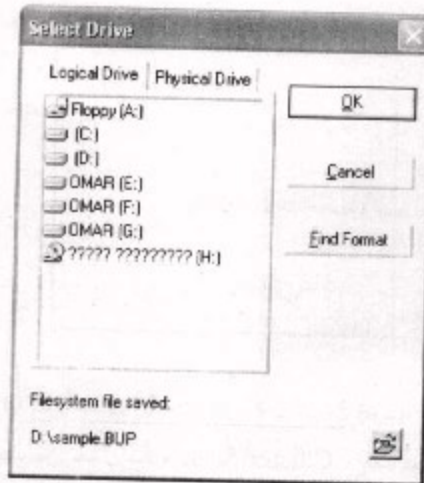 Select Drive
Logical Drive Physical Drive
Floppy (A:)
(C:)
(D:)
OMAR (E:)
OMAR (F:)
OMAR (G:)
????? ????????? (H:)
OK
Cancel
Find Format
Filesystem file saved:
D:\sample.BUP